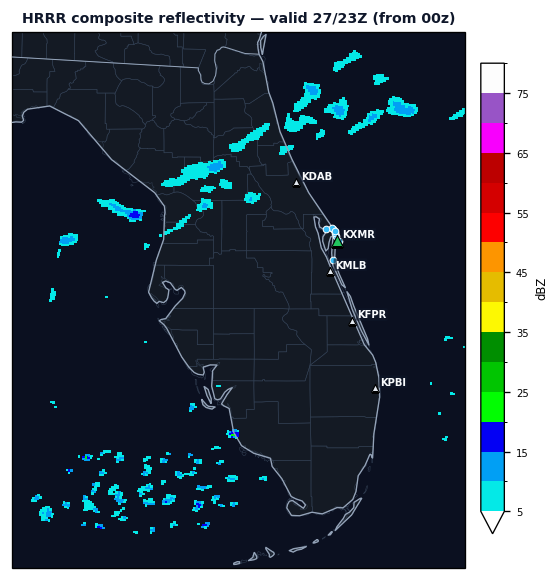 HRRR composite reflectivity — valid 27/23Z (from 00z)
KDAB
KXMR
KMLB
KFPR
KPBI
75
65
55
45
35
25
15
5
dBZ